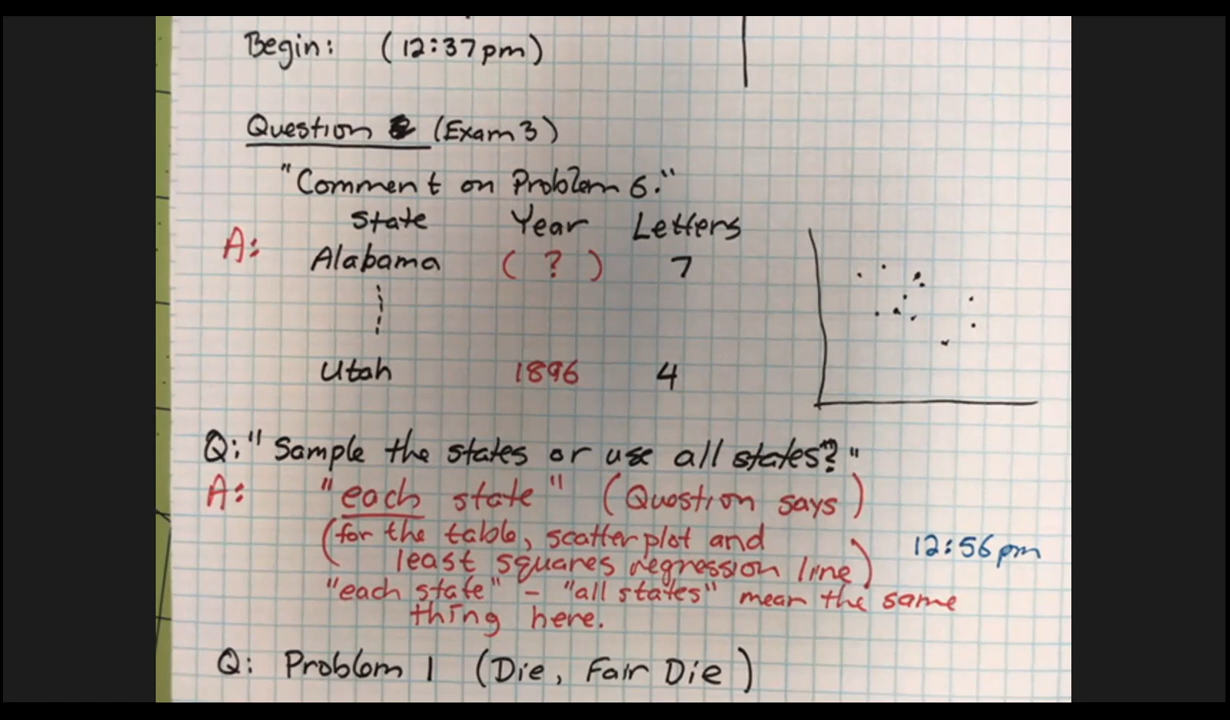 Begin: (12:37pm)
Question (Exam 3)
"Comment on Problem 6."
State Year Letters
A: Alabama ( ? ) 7
Utah 1896 4
Q: "Sample the states or use all states?"
A: "each state" (Question says)
(for the table, scatterplot and
least squares regression line)
12:56pm
"each state" - "all states" mean the same
thing here.
Q: Problem 1 (Die, Fair Die)